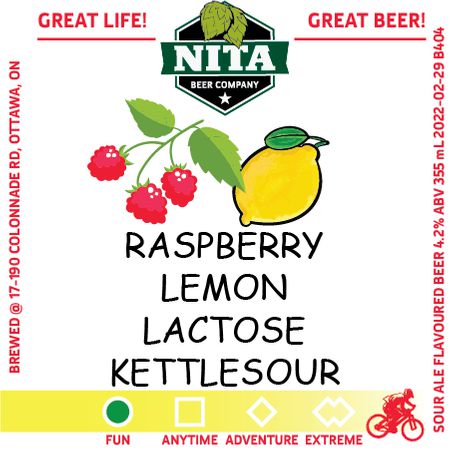 GREAT LIFE!
GREAT BEER!
NITA
BEER COMPANY
BREWED @ 17-190 COLONNADE RD, OTTAWA, ON
RASPBERRY
LEMON
LACTOSE
KETTLESOUR
SOUR ALE FLAVOURED BEER 4.2% ABV 355 mL 2022-02-29 B404
FUN
ANYTIME
ADVENTURE
EXTREME